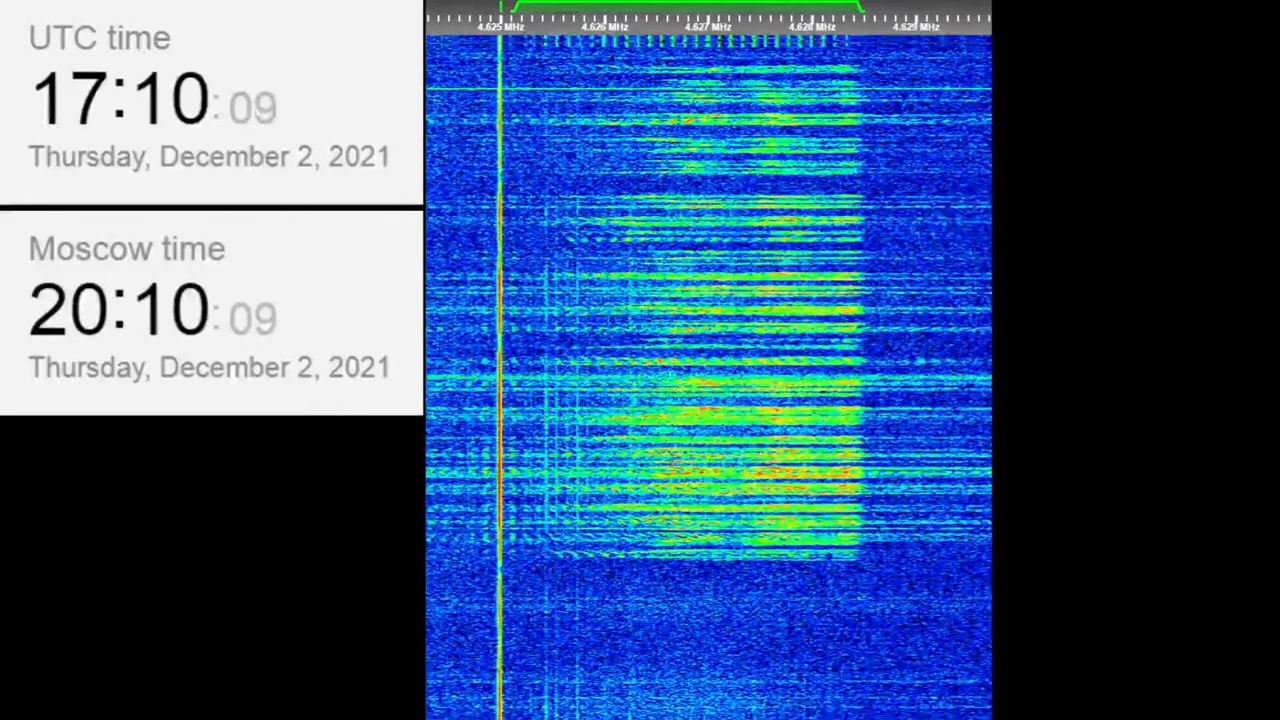 UTC time
17:10:09
Thursday, December 2, 2021
Moscow time
20:10:09
Thursday, December 2, 2021
4.625 MHz 4.626 MHz 4.627 MHz 4.628 MHz 4.629 MHz